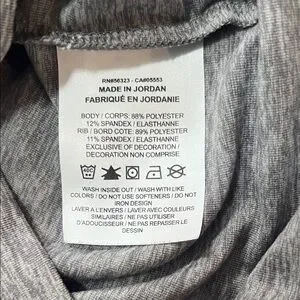 RN#56323 - CA#05553
MADE IN JORDAN
FABRIQUÉ EN JORDANIE
BODY / CORPS: 88% POLYESTER
12% SPANDEX / ELASTHANNE
RIB / BORD COTE: 89% POLYESTER
11% SPANDEX / ELASTHANNE
EXCLUSIVE OF DECORATION /
DECORATION NON COMPRISE
WASH INSIDE OUT / WASH WITH LIKE
COLORS / DO NOT USE SOFTENERS / DO NOT
IRON DESIGN
LAVER A L'ENVERS / LAVER AVEC COULEURS
SIMILAIRES / NE PAS UTILISER
D'ADOUCISSEUR / NE PAS REPASSER LE
DESSIN